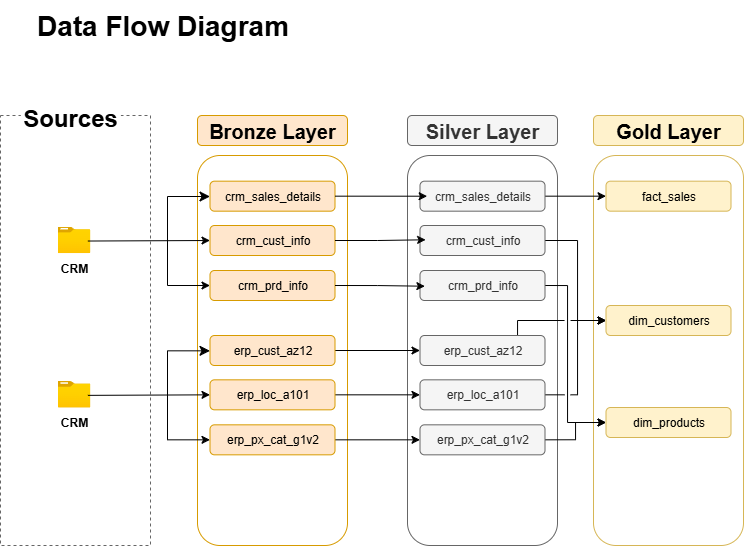 Data Flow Diagram
Sources
Bronze Layer
Silver Layer
Gold Layer
crm_sales_details
crm_sales_details
fact_sales
crm_cust_info
crm_cust_info
CRM
crm_prd_info
crm_prd_info
dim_customers
erp_cust_az12
erp_cust_az12
erp_loc_a101
erp_loc_a101
CRM
dim_products
erp_px_cat_g1v2
erp_px_cat_g1v2